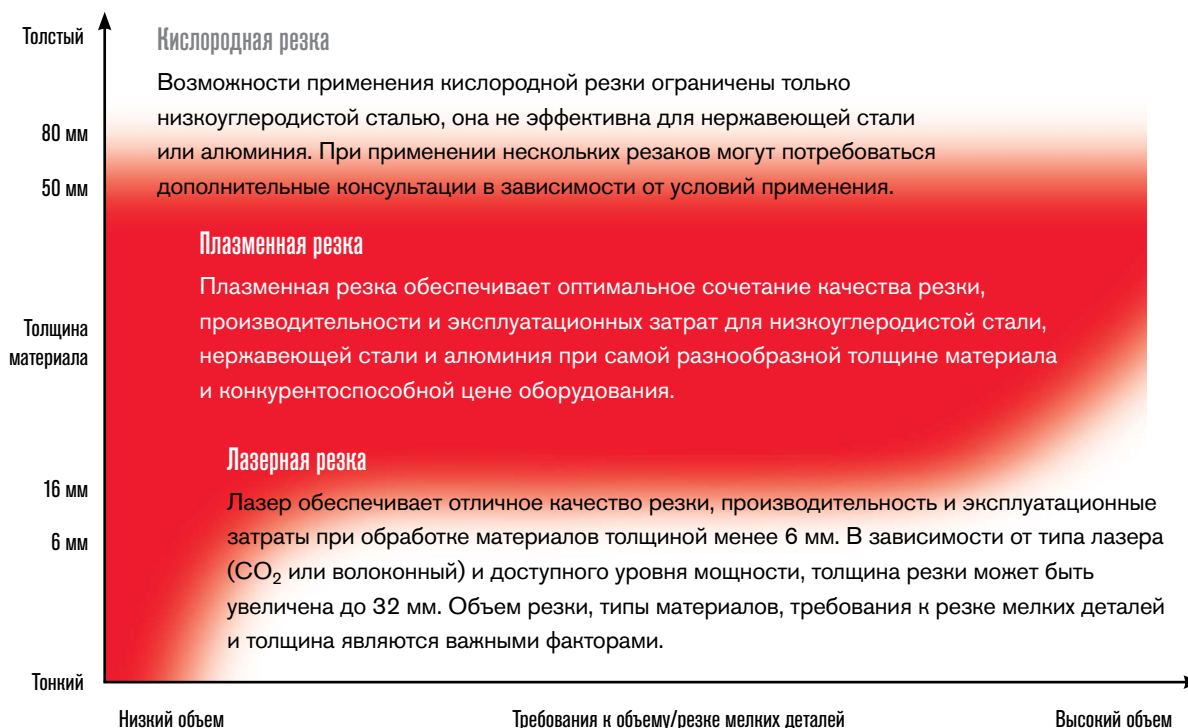 Толстый
Кислородная резка
Возможности применения кислородной резки ограничены только
низкоуглеродистой сталью, она не эффективна для нержавеющей стали
80 мм
или алюминия. При применении нескольких резаков могут потребоваться
50 мм
дополнительные консультации в зависимости от условий применения.
Плазменная резка
Плазменная резка обеспечивает оптимальное сочетание качества резки,
производительности и эксплуатационных затрат для низкоуглеродистой стали,
нержавеющей стали и алюминия при самой разнообразной толщине материала
и конкурентоспособной цене оборудования.
Толщина
материала
Лазерная резка
16 мм
Лазер обеспечивает отличное качество резки, производительность и эксплуатационные
6 мм
затраты при обработке материалов толщиной менее 6 мм. В зависимости от типа лазера
(CO₂ или волоконный) и доступного уровня мощности, толщина резки может быть
увеличена до 32 мм. Объем резки, типы материалов, требования к резке мелких деталей
и толщина являются важными факторами.
Тонкий
Низкий объем
Требования к объему/резке мелких деталей
Высокий объем